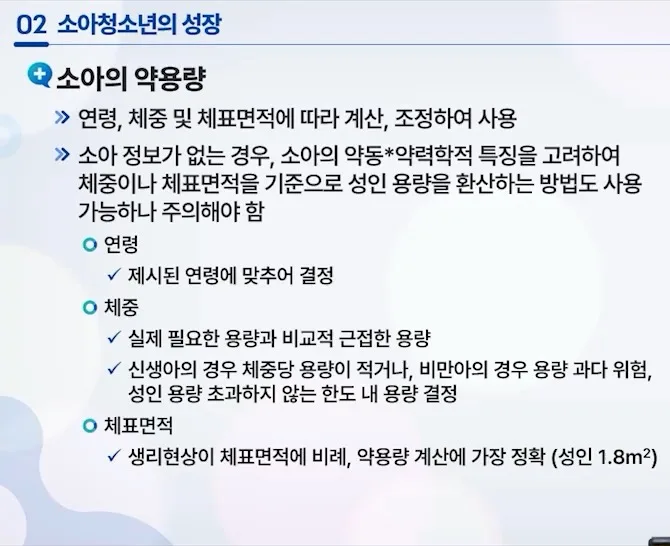 02 소아청소년의 성장
소아의 약용량
연령, 체중 및 체표면적에 따라 계산, 조정하여 사용
소아 정보가 없는 경우, 소아의 약동*약력학적 특징을 고려하여
체중이나 체표면적을 기준으로 성인 용량을 환산하는 방법도 사용
가능하나 주의해야 함
연령
✓ 제시된 연령에 맞추어 결정
체중
✓ 실제 필요한 용량과 비교적 근접한 용량
✓ 신생아의 경우 체중당 용량이 적거나, 비만아의 경우 용량 과다 위험,
성인 용량 초과하지 않는 한도 내 용량 결정
체표면적
✓ 생리현상이 체표면적에 비례, 약용량 계산에 가장 정확 (성인 1.8m²)